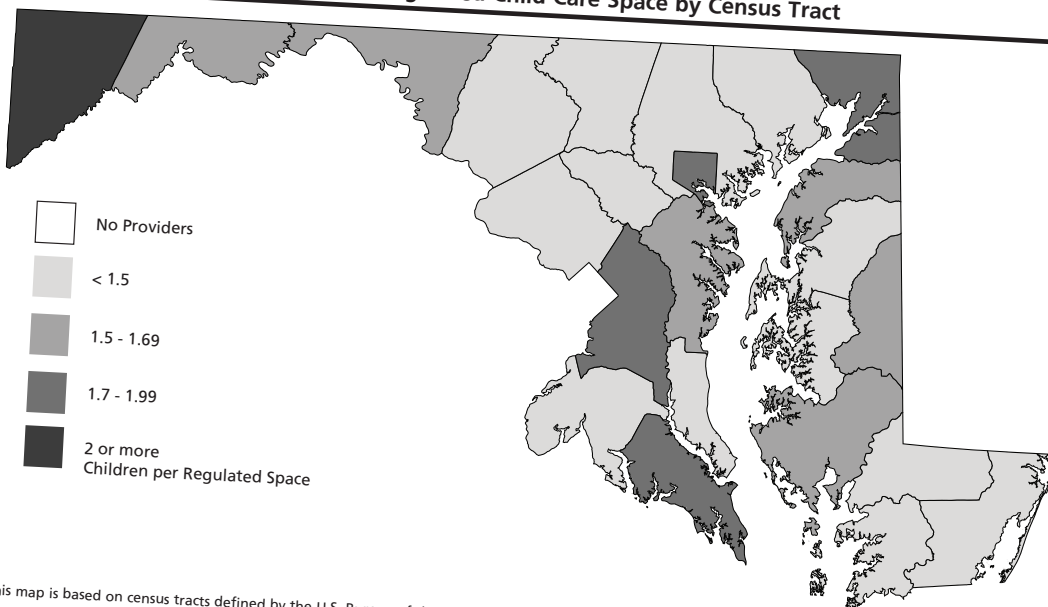 Child Care Space by Census Tract
No Providers
< 1.5
1.5 - 1.69
1.7 - 1.99
2 or more
Children per Regulated Space
map is based on census tracts defined by the U.S.